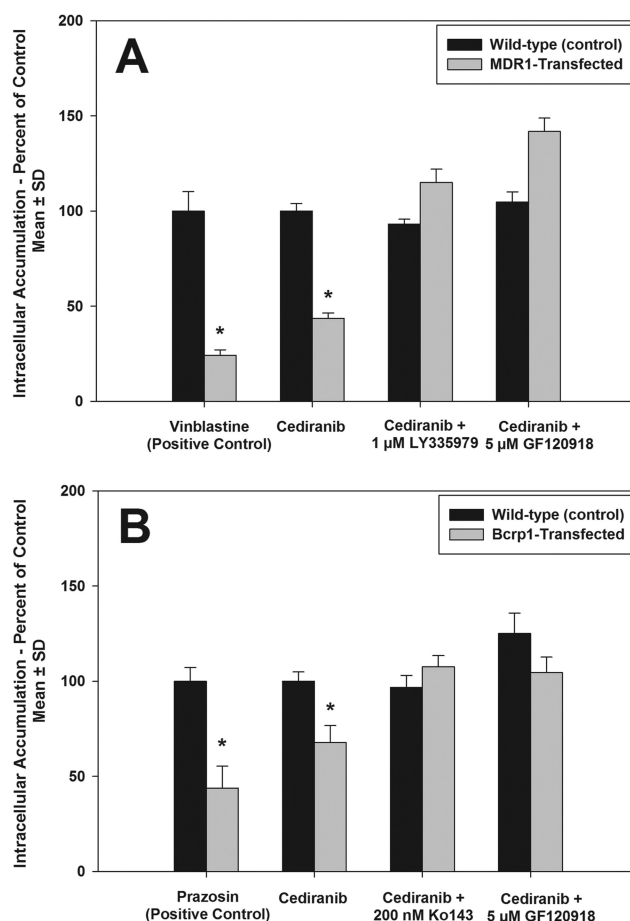 A
Wild-type (control)
MDR1-Transfected
Intracellular Accumulation - Percent of Control
Mean ± SD
200
150
100
50
0
*
*
Vinblastine
(Positive Control)
Cediranib
Cediranib +
1 µM LY335979
Cediranib +
5 µM GF120918
B
Wild-type (control)
Bcrp1-Transfected
Intracellular Accumulation - Percent of Control
Mean ± SD
200
150
100
50
0
*
*
Prazosin
(Positive Control)
Cediranib
Cediranib +
200 nM Ko143
Cediranib +
5 µM GF120918